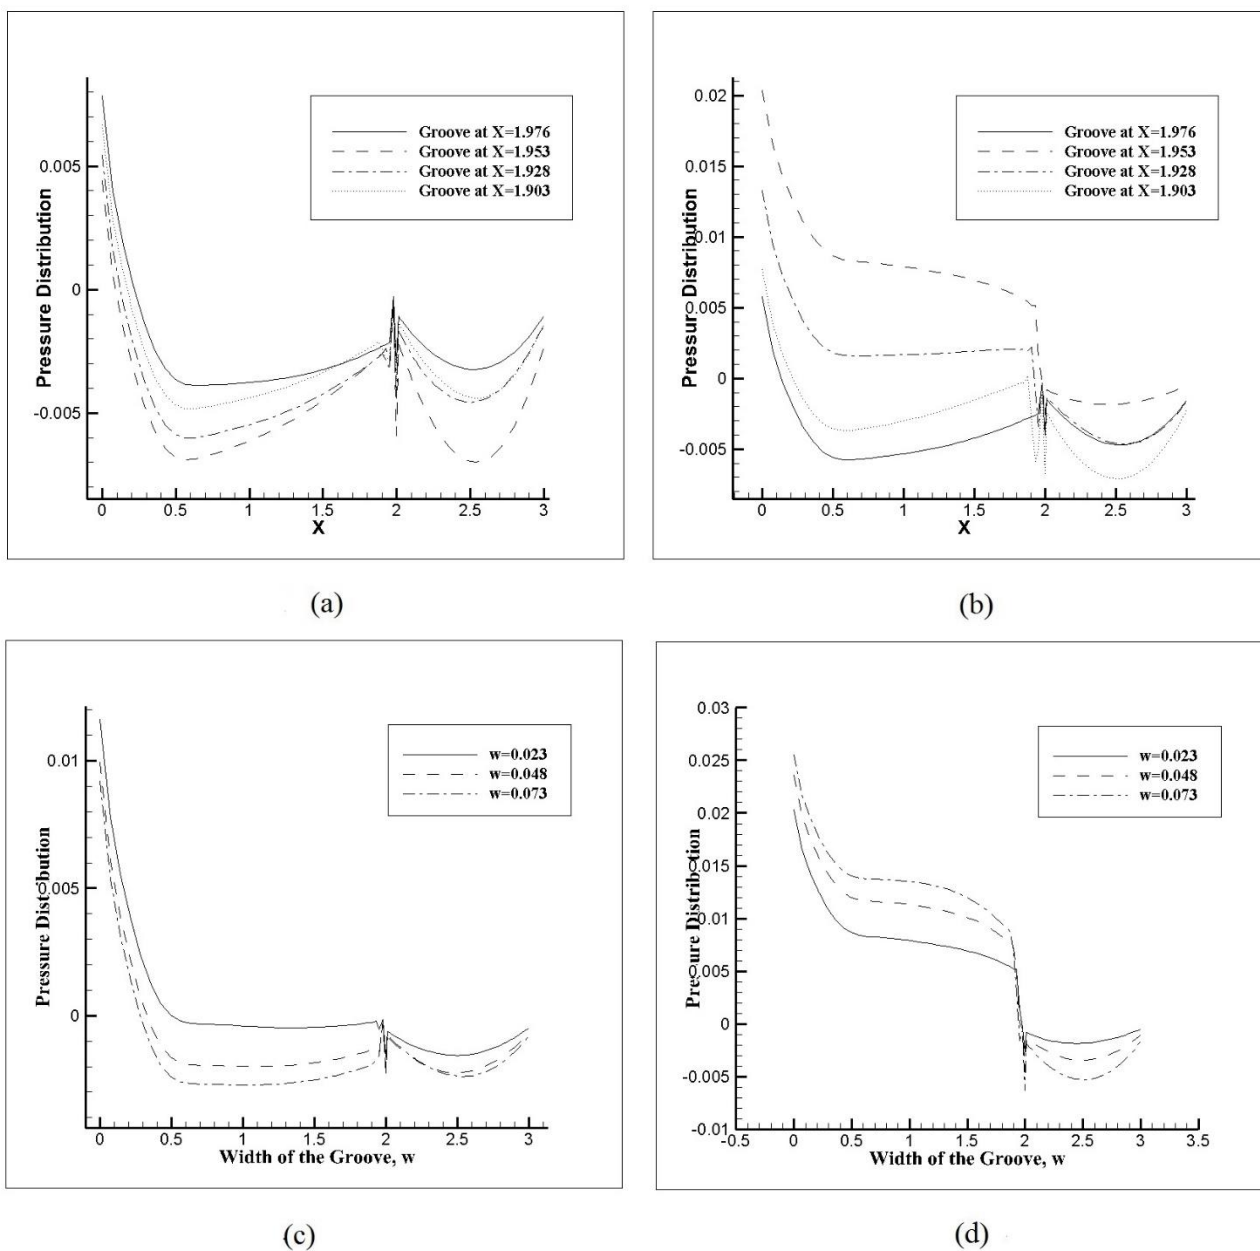 Pressure Distribution
0.005
0
-0.005
Groove at X=1.976
Groove at X=1.953
Groove at X=1.928
Groove at X=1.903
0 0.5 1 1.5 2 2.5 3
X
(a)
Pressure Distribution
0.02
0.015
0.01
0.005
0
-0.005
Groove at X=1.976
Groove at X=1.953
Groove at X=1.928
Groove at X=1.903
0 0.5 1 1.5 2 2.5 3
X
(b)
Pressure Distribution
0.01
0.005
0
w=0.023
w=0.048
w=0.073
0 0.5 1 1.5 2 2.5 3
Width of the Groove, w
(c)
Pressure Distribution
0.03
0.025
0.02
0.015
0.01
0.005
0
-0.005
-0.01
w=0.023
w=0.048
w=0.073
-0.5 0 0.5 1 1.5 2 2.5 3 3.5
Width of the Groove, w
(d)